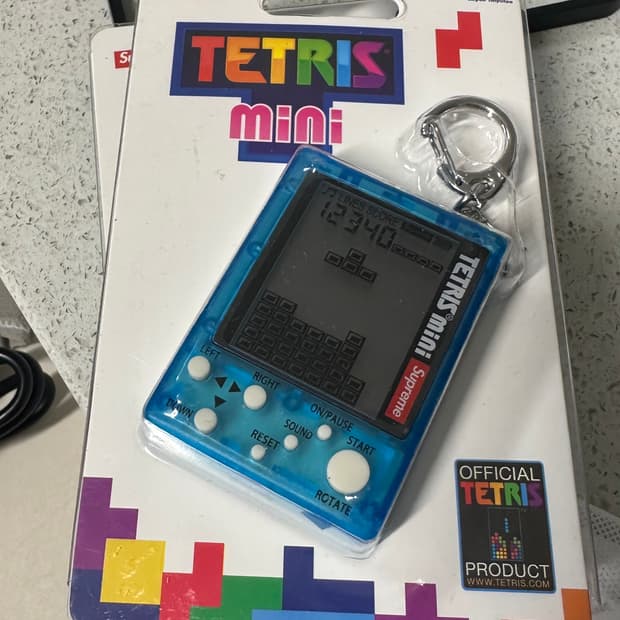 TETRIS
mini
LINES SCORE
12340
TETRIS® mini
Supreme
LEFT
RIGHT
DOWN
ON/PAUSE
SOUND
START
RESET
ROTATE
OFFICIAL
TETRIS
PRODUCT
WWW.TETRIS.COM